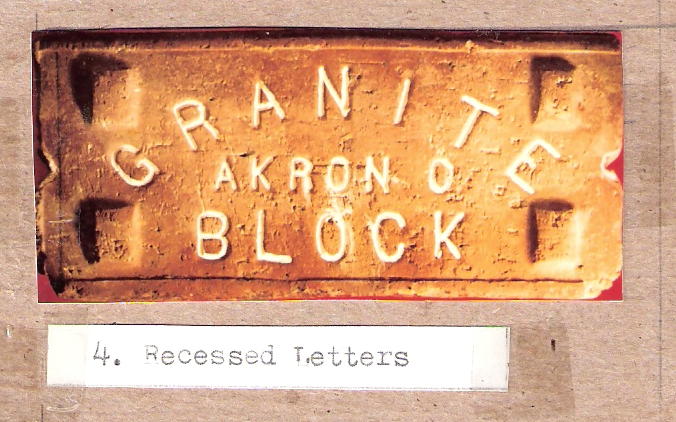 GRANITE
AKRON O
BLOCK
4. Recessed Letters